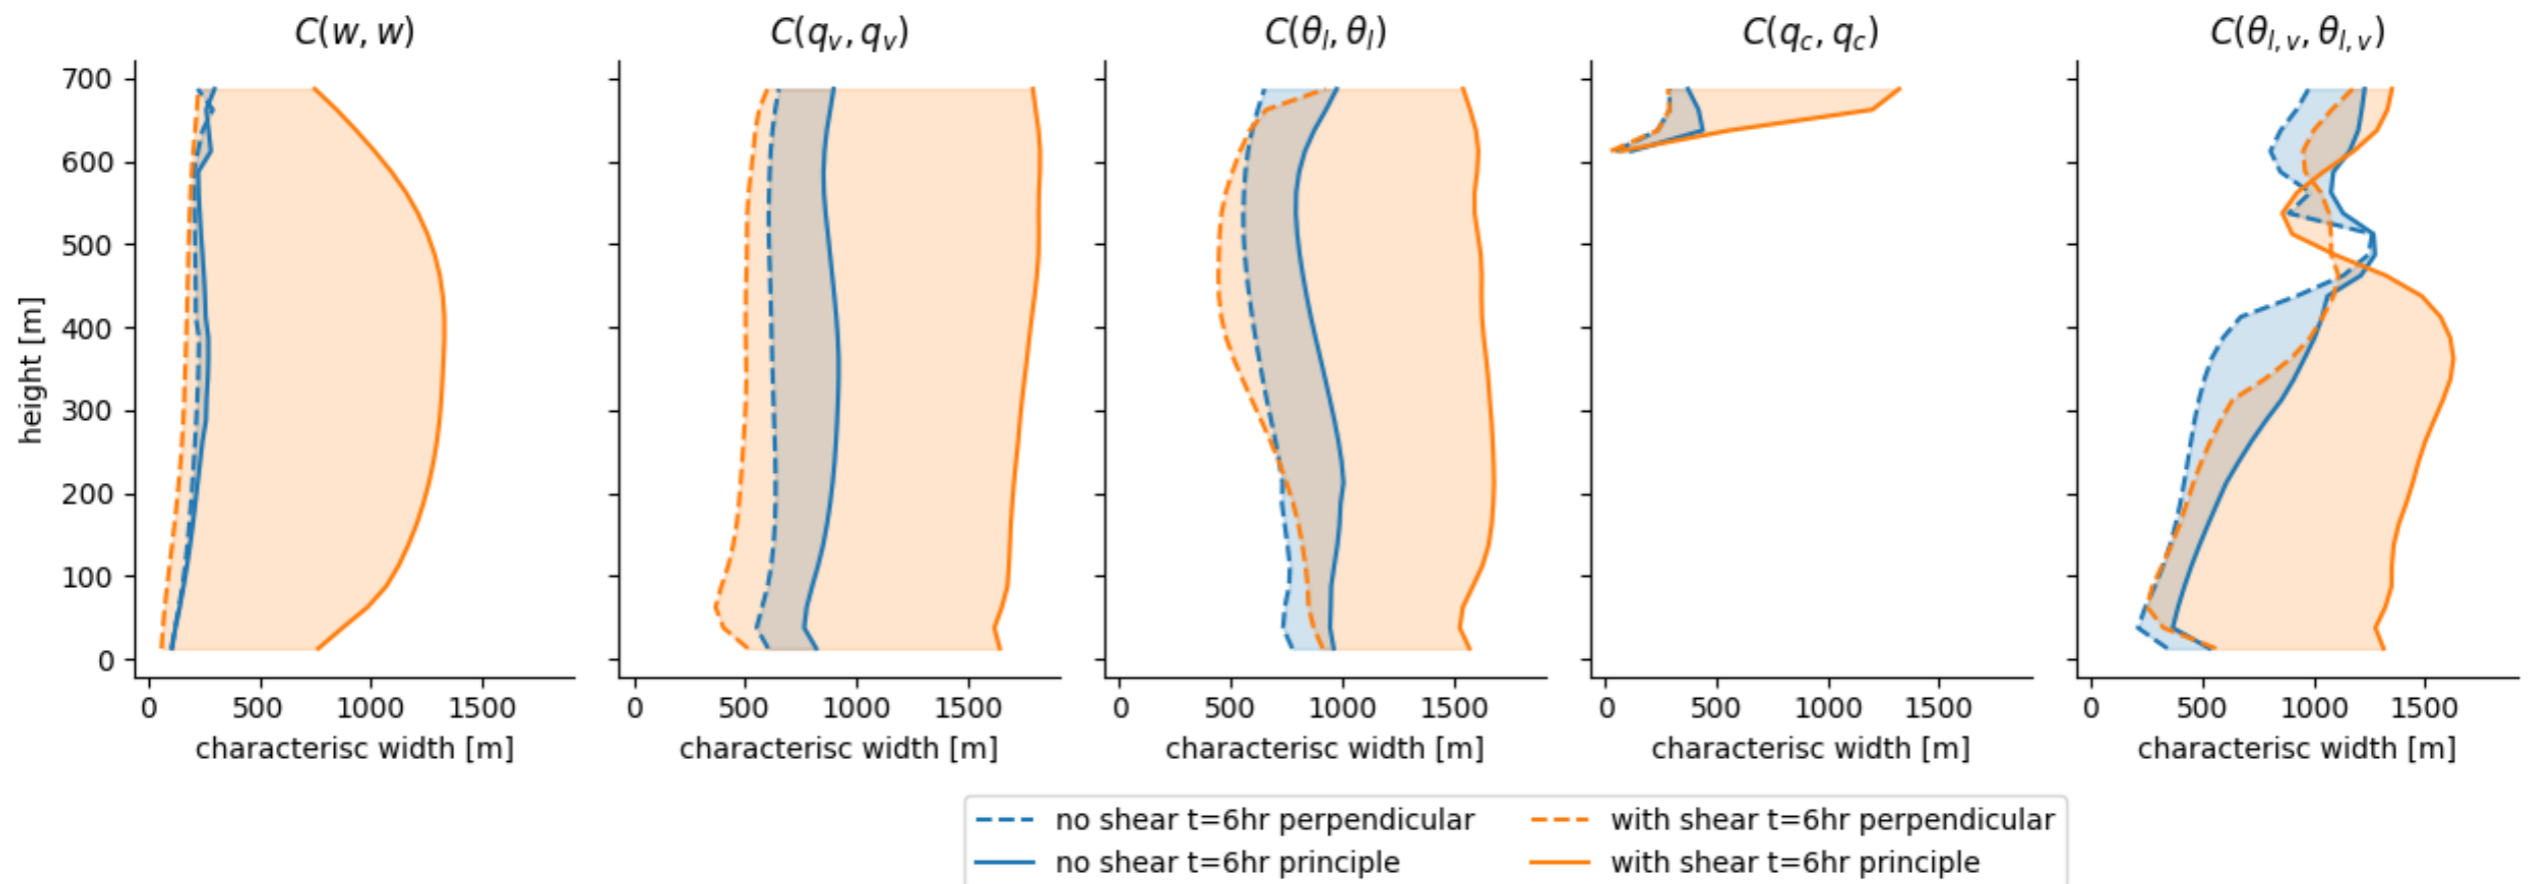 C(w, w) C(q_v, q_v) C(θ_l, θ_l) C(q_c, q_c) C(θ_{l,v}, θ_{l,v})
700
600
500
400
300
200
100
0
height [m]
0 500 1000 1500 0 500 1000 1500 0 500 1000 1500 0 500 1000 1500 0 500 1000 1500
characterisc width [m] characterisc width [m] characterisc width [m] characterisc width [m] characterisc width [m]
no shear t=6hr perpendicular with shear t=6hr perpendicular
no shear t=6hr principle with shear t=6hr principle